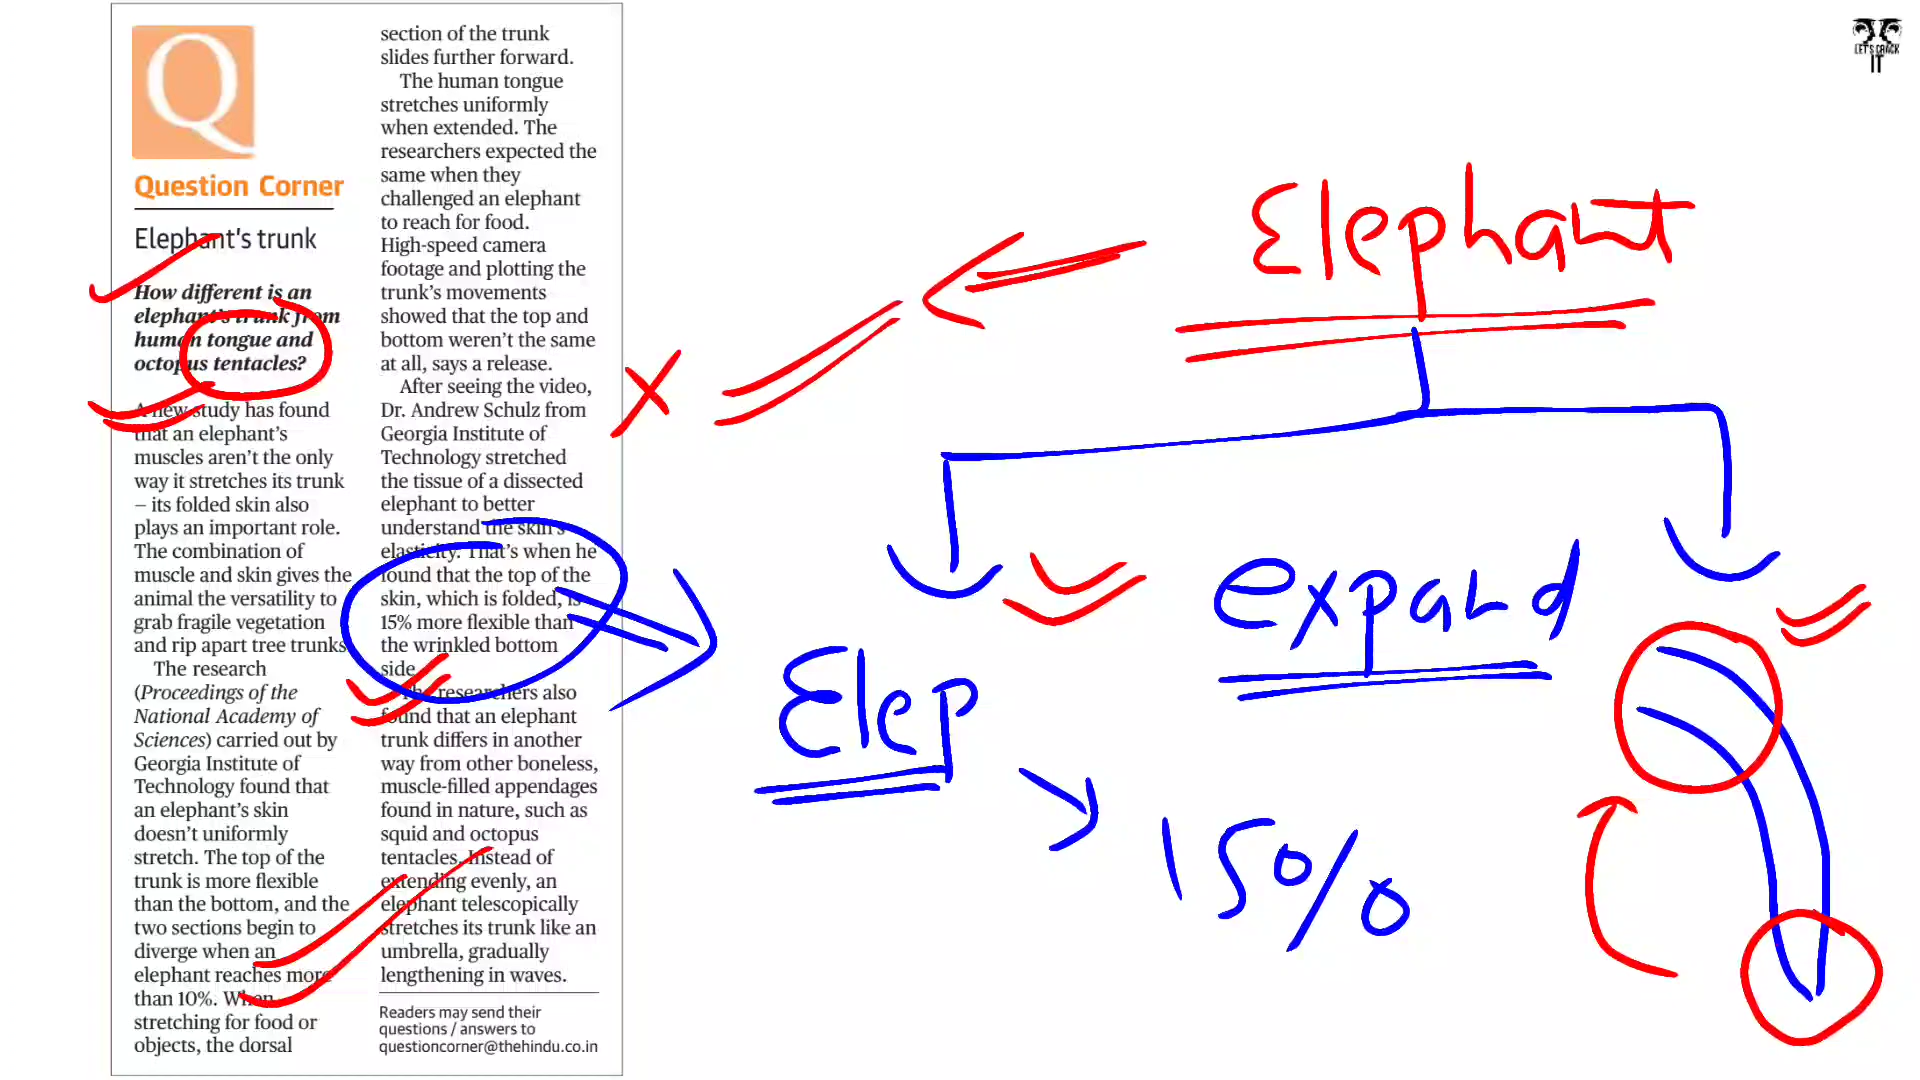 Q
Question Corner
Elephant's trunk
How different is an
elephant's trunk from
human tongue and
octopus tentacles?
A new study has found
that an elephant's
muscles aren't the only
way it stretches its trunk
– its folded skin also
plays an important role.
The combination of
muscle and skin gives the
animal the versatility to
grab fragile vegetation
and rip apart tree trunks.
The research
(Proceedings of the
National Academy of
Sciences) carried out by
Georgia Institute of
Technology found that
an elephant's skin
doesn't uniformly
stretch. The top of the
trunk is more flexible
than the bottom, and the
two sections begin to
diverge when an
elephant reaches more
than 10%. When
stretching for food or
objects, the dorsal
section of the trunk
slides further forward.
The human tongue
stretches uniformly
when extended. The
researchers expected the
same when they
challenged an elephant
to reach for food.
High-speed camera
footage and plotting the
trunk's movements
showed that the top and
bottom weren't the same
at all, says a release.
After seeing the video,
Dr. Andrew Schulz from
Georgia Institute of
Technology stretched
the tissue of a dissected
elephant to better
understand the skin's
elasticity. That's when he
found that the top of the
skin, which is folded, is
15% more flexible than
the wrinkled bottom
side.
The researchers also
found that an elephant
trunk differs in another
way from other boneless,
muscle-filled appendages
found in nature, such as
squid and octopus
tentacles. Instead of
extending evenly, an
elephant telescopically
stretches its trunk like an
umbrella, gradually
lengthening in waves.
Readers may send their
questions / answers to
questioncorner@thehindu.co.in
Elephant
expand
Elep
15%
LET'S CRACK
IT